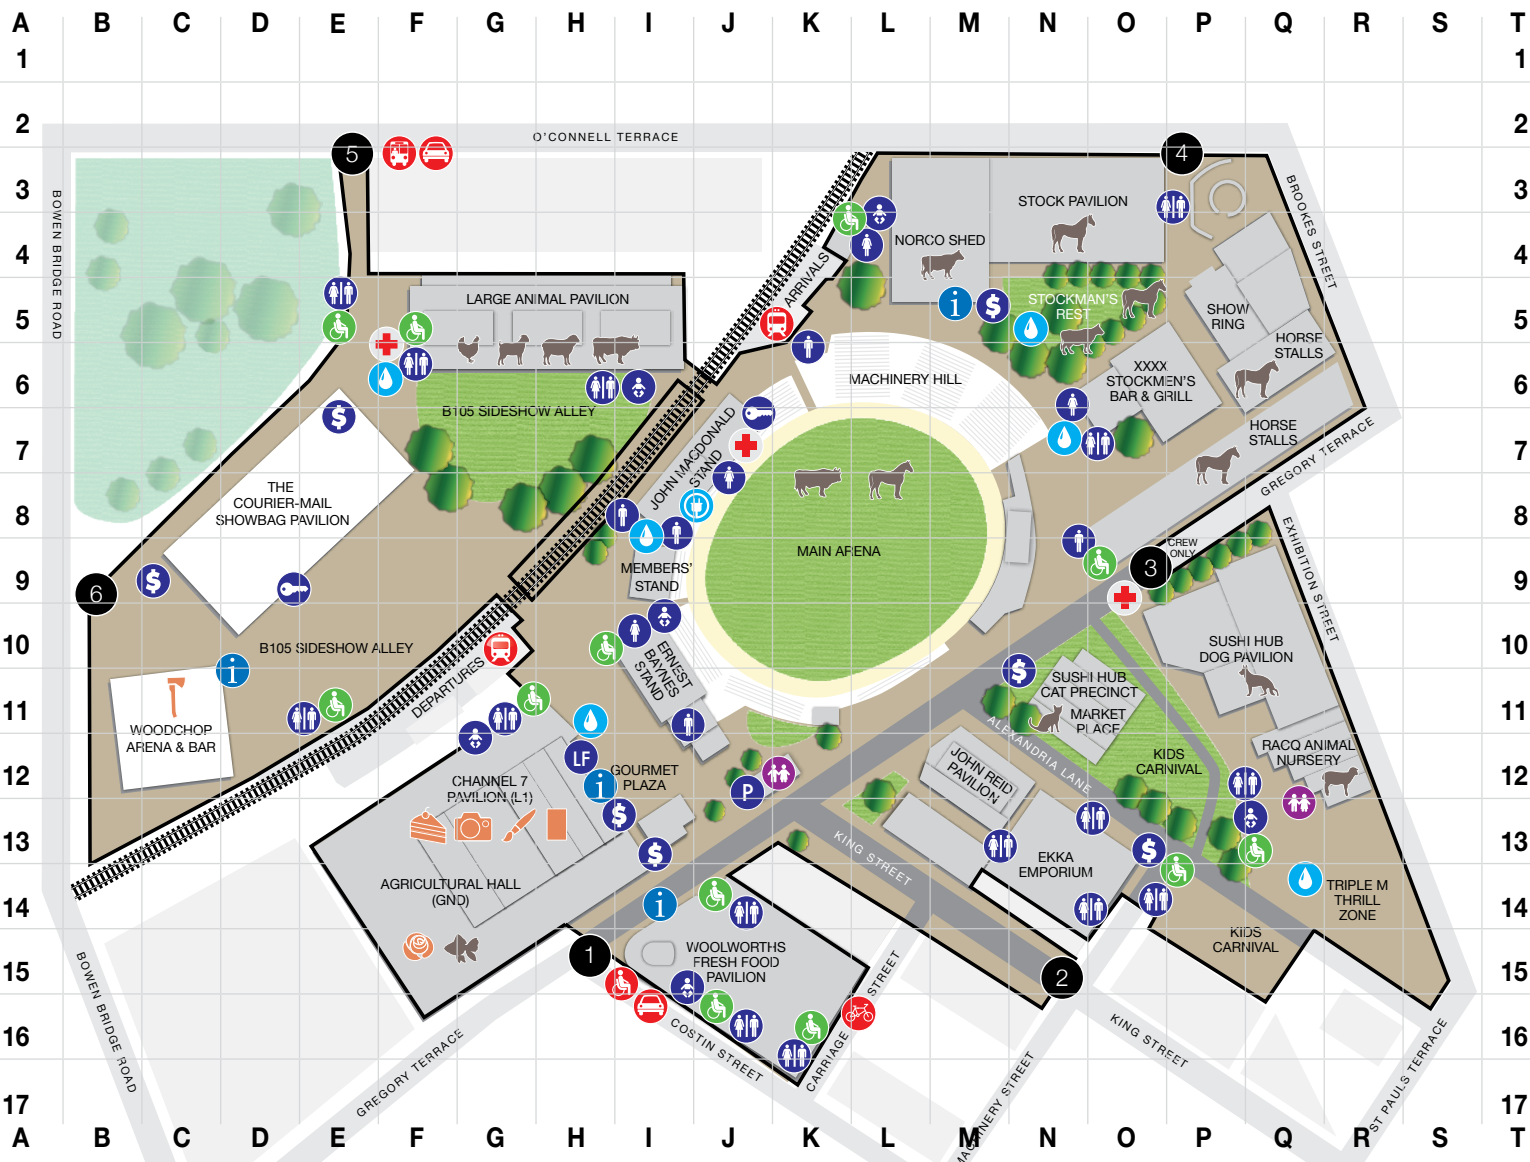 A B C D E F G H I J K L M N O P Q R S T
1 1
2 2
O'CONNELL TERRACE
5
4
3 3
BOWEN BRIDGE ROAD
STOCK PAVILION
BROOKES STREET
4 4
NORCO SHED
ARRIVALS
5 5
LARGE ANIMAL PAVILION
i $
STOCKMAN'S
REST
SHOW
RING
HORSE
STALLS
6 6
MACHINERY HILL
XXXX
STOCKMEN'S
BAR & GRILL
B105 SIDESHOW ALLEY
$
7 7
JOHN MACDONALD
STAND
HORSE
STALLS
GREGORY TERRACE
THE
COURIER-MAIL
SHOWBAG PAVILION
8 8
MAIN ARENA
CREW
ONLY
EXHIBITION STREET
9 9
6
$
MEMBERS'
STAND
3
10 10
B105 SIDESHOW ALLEY
i
DEPARTURES
ERNEST
BAYNES
STAND
$
SUSHI HUB
DOG PAVILION
SUSHI HUB
CAT PRECINCT
MARKET
PLACE
11 11
WOODCHOP
ARENA & BAR
ALEXANDRIA LANE
RACQ ANIMAL
NURSERY
12 12
LF
i
GOURMET
PLAZA
P
JOHN REID
PAVILION
KIDS
CARNIVAL
CHANNEL 7
PAVILION (L1)
$
13 13
$
KING STREET
EKKA
EMPORIUM
$
AGRICULTURAL HALL
(GND)
TRIPLE M
THRILL
ZONE
14 14
i
KIDS
CARNIVAL
1
WOOLWORTHS
FRESH FOOD
PAVILION
2
15 15
BOWEN BRIDGE ROAD
16 16
GREGORY TERRACE
COSTIN STREET
CARRIAGE STREET
KING STREET
MACHINERY STREET
ST PAULS TERRACE
17 17
A B C D E F G H I J K L M N O P Q R S T